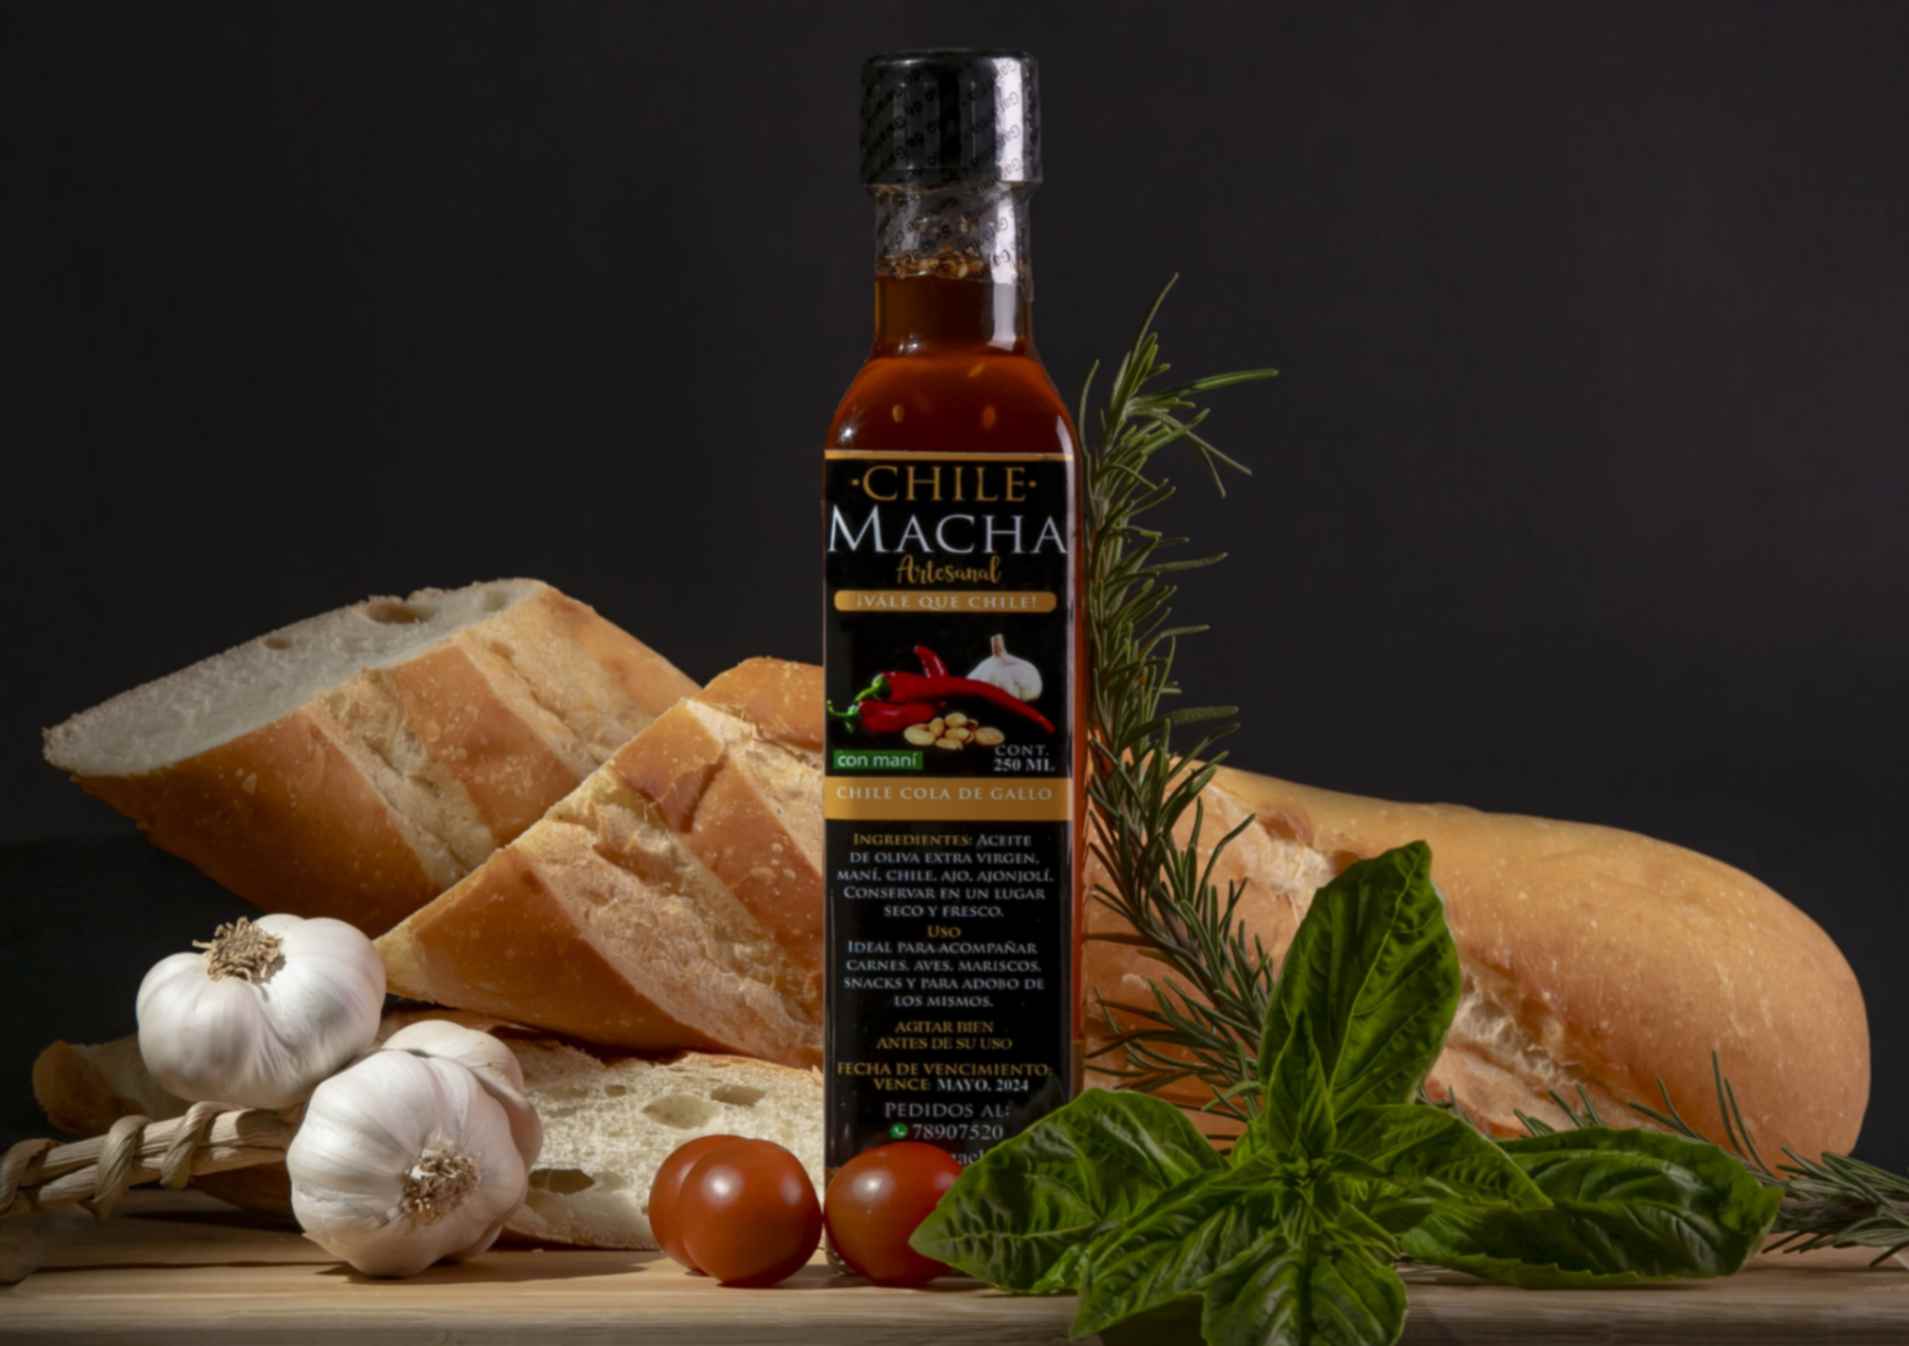 ·CHILE·
MACHA
Artesanal
¡VALE QUE CHILE!
con maní
CONT.
250 ML
CHILE COLA DE GALLO
INGREDIENTES: ACEITE
DE OLIVA EXTRA VIRGEN,
MANÍ, CHILE, AJO, AJONJOLÍ.
CONSERVAR EN UN LUGAR
SECO Y FRESCO.
USO
IDEAL PARA ACOMPAÑAR
CARNES, AVES, MARISCOS,
SNACKS Y PARA ADOBO DE
LOS MISMOS.
AGITAR BIEN
ANTES DE SU USO
FECHA DE VENCIMIENTO:
VENCE: MAYO, 2024
PEDIDOS AL:
78907520